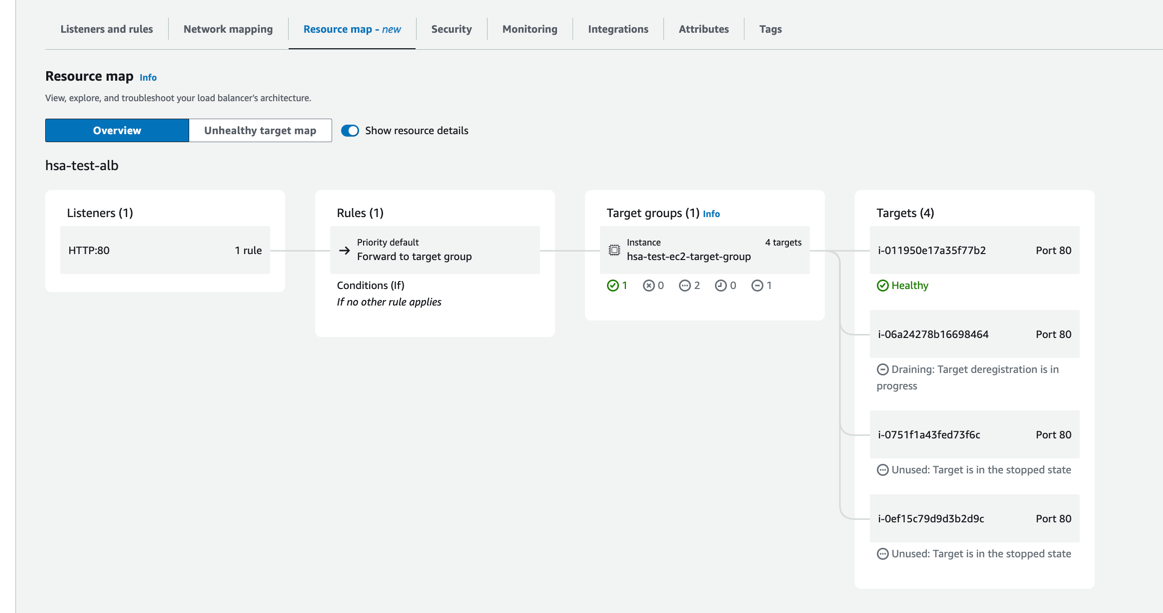 Listeners and rules
Network mapping
Resource map - new
Security
Monitoring
Integrations
Attributes
Tags
Resource map Info
View, explore, and troubleshoot your load balancer's architecture.
Overview
Unhealthy target map
Show resource details
hsa-test-alb
Listeners (1)
HTTP:80 1 rule
Rules (1)
Priority default
Forward to target group
Conditions (If)
If no other rule applies
Target groups (1) Info
Instance 4 targets
hsa-test-ec2-target-group
1 0 2 0 1
Targets (4)
i-011950e17a35f77b2 Port 80
Healthy
i-06a24278b16698464 Port 80
Draining: Target deregistration is in
progress
i-0751f1a43fed73f6c Port 80
Unused: Target is in the stopped state
i-0ef15c79d9d3b2d9c Port 80
Unused: Target is in the stopped state